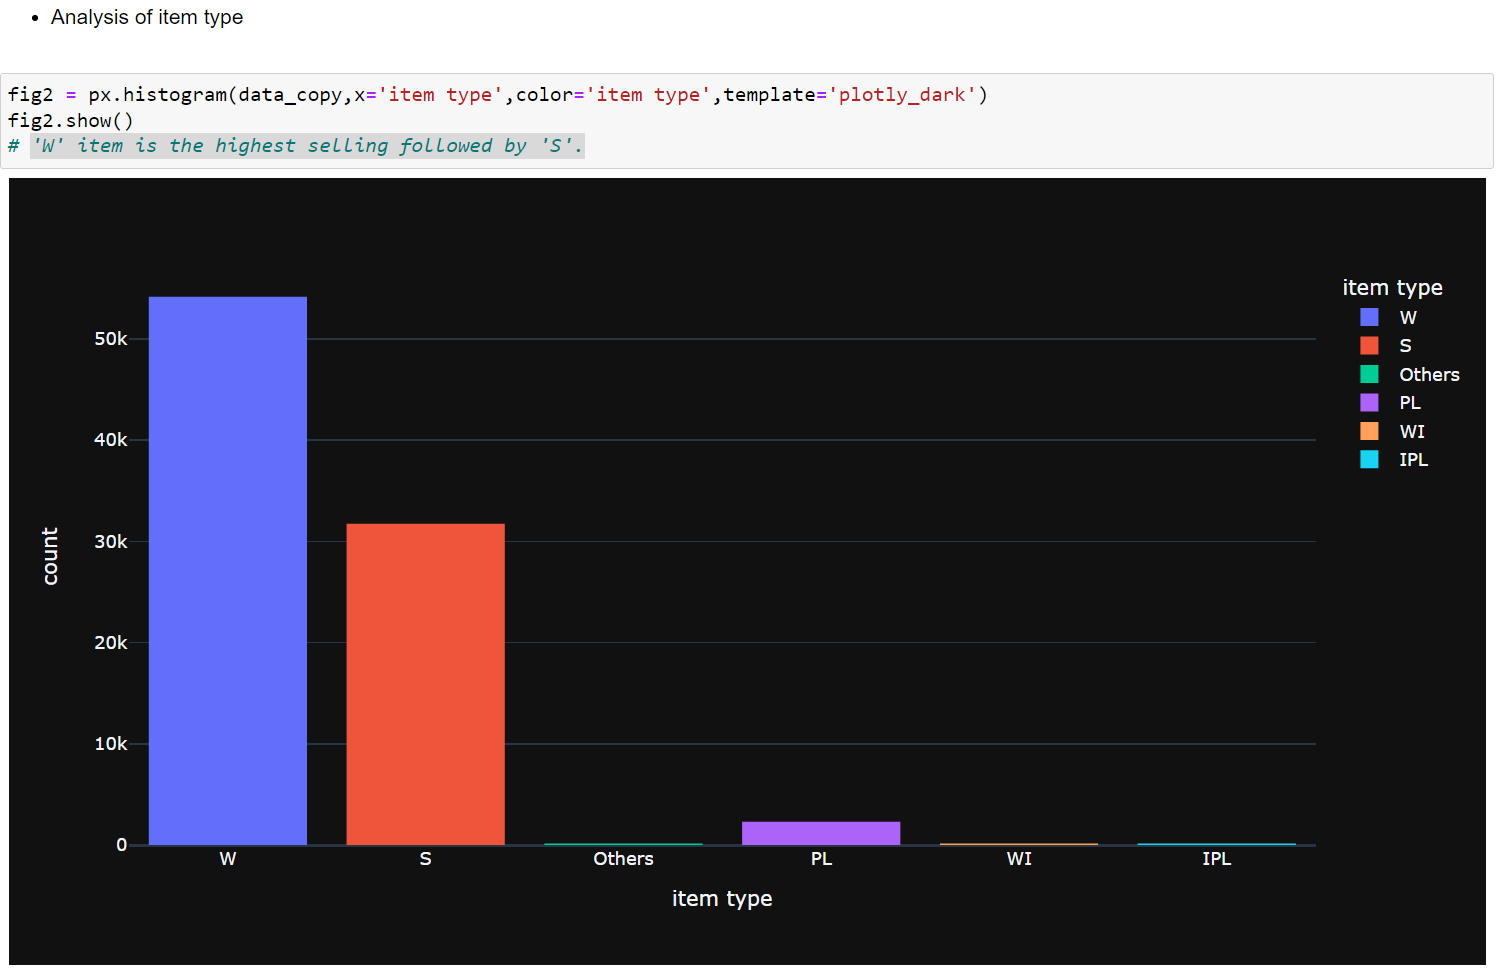 • Analysis of item type
fig2 = px.histogram(data_copy,x='item type',color='item type',template='plotly_dark')
fig2.show()
# 'W' item is the highest selling followed by 'S'.
item type
W
S
Others
PL
WI
IPL
50k
40k
30k
20k
10k
0
count
W S Others PL WI IPL
item type